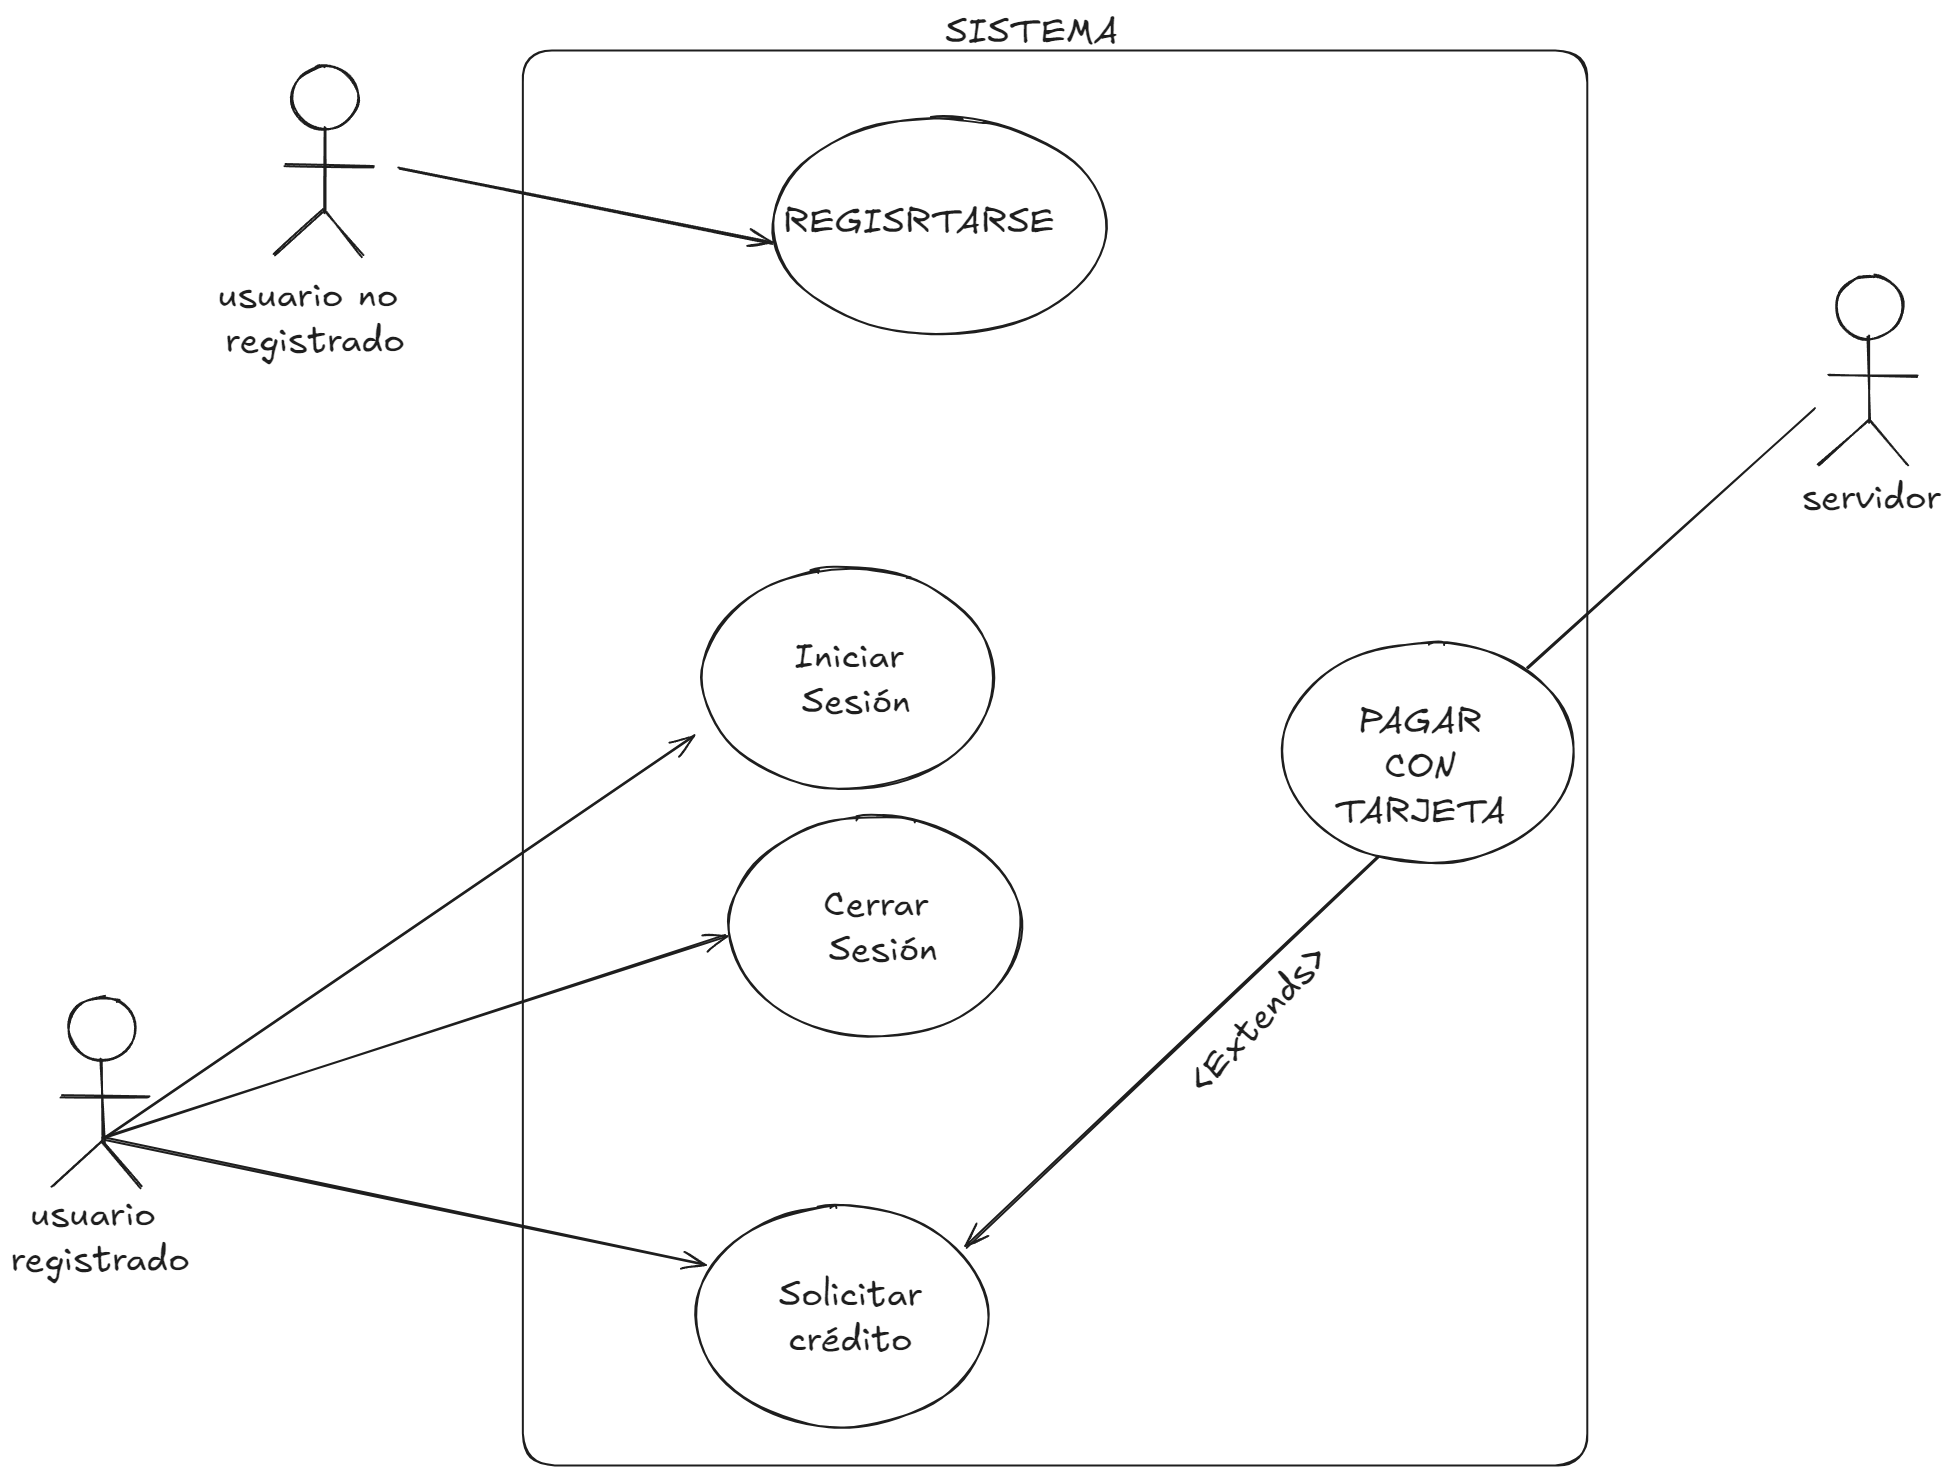 SISTEMA
REGISRTARSE
usuario no
registrado
servidor
Iniciar
Sesión
PAGAR
CON
TARJETA
Cerrar
Sesión
<Extends>
usuario
registrado
Solicitar
crédito